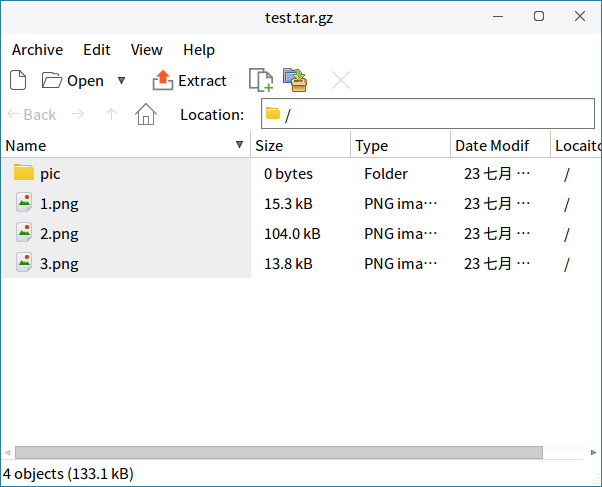 test.tar.gz
Archive Edit View Help
Open Extract
Back Location: /
Name Size Type Date Modif Locaito
pic 0 bytes Folder 23 七月 ⋯ /
1.png 15.3 kB PNG ima⋯ 23 七月 ⋯ /
2.png 104.0 kB PNG ima⋯ 23 七月 ⋯ /
3.png 13.8 kB PNG ima⋯ 23 七月 ⋯ /
4 objects (133.1 kB)